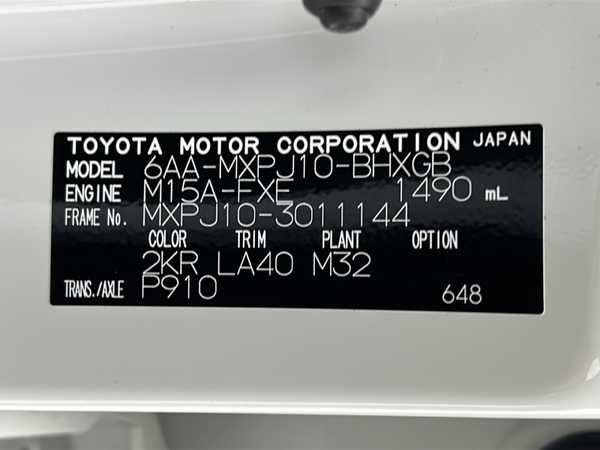 TOYOTA MOTOR CORPORATION JAPAN
MODEL 6AA-MXPJ10-BHXGB
ENGINE M15A-FXE 1490 mL
FRAME No. MXPJ10-3011144
COLOR TRIM PLANT OPTION
2KR LA40 M32
TRANS./AXLE P910 648